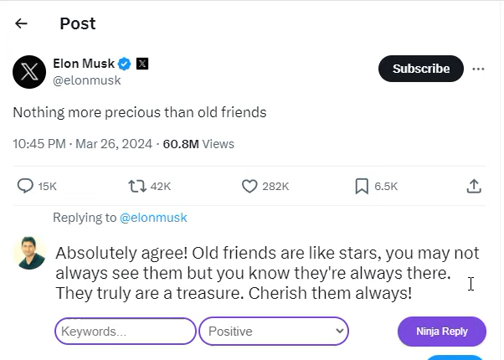 Post
Elon Musk
@elonmusk
Subscribe
Nothing more precious than old friends
10:45 PM · Mar 26, 2024 · 60.8M Views
15K 42K 282K 6.5K
Replying to @elonmusk
Absolutely agree! Old friends are like stars, you may not
always see them but you know they're always there.
They truly are a treasure. Cherish them always!
Keywords... Positive Ninja Reply